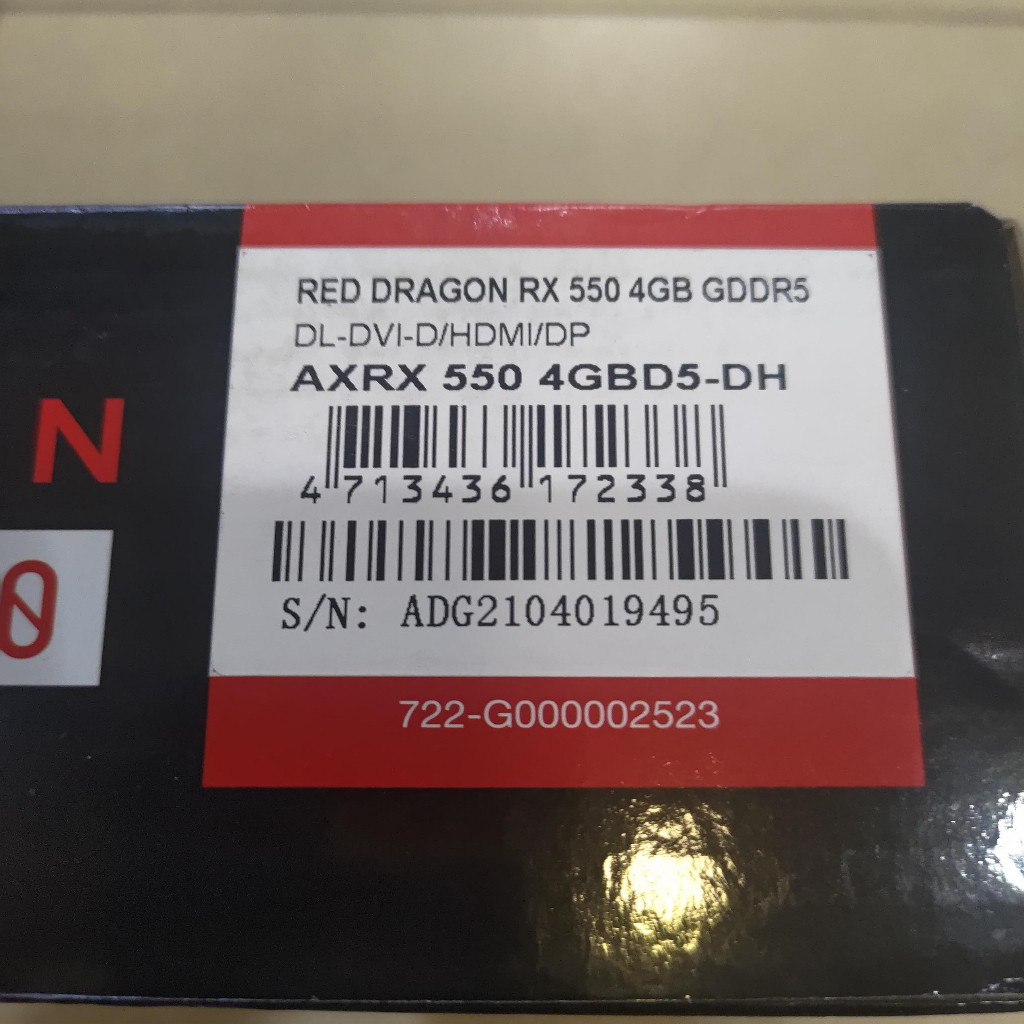 RED DRAGON RX 550 4GB GDDR5
DL-DVI-D/HDMI/DP
AXRX 550 4GBD5-DH
4 713436 172338
S/N: ADG2104019495
722-G000002523
N
0